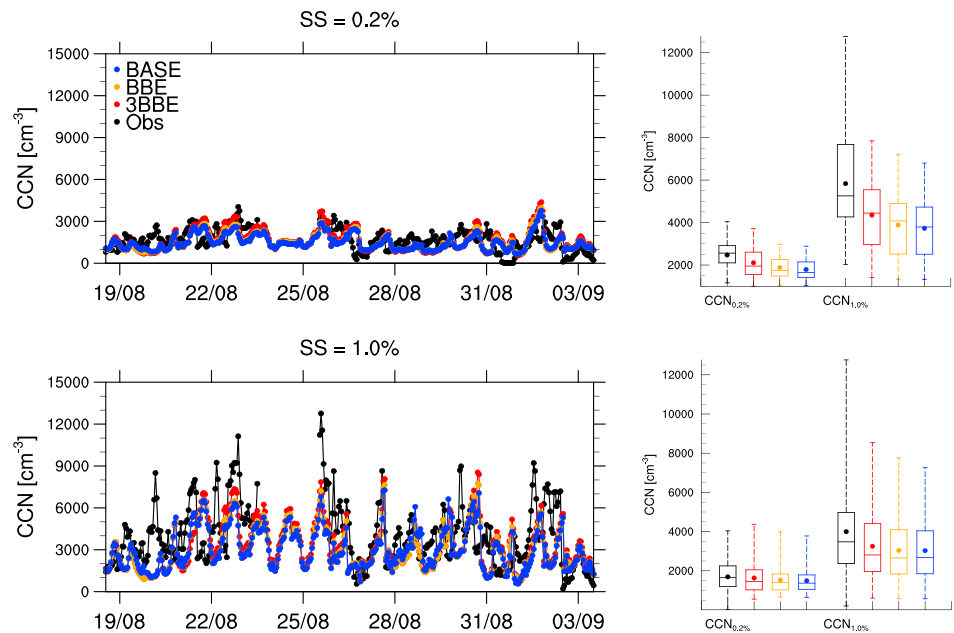 SS = 0.2%
CCN [cm-3]
15000
12000
9000
6000
3000
0
BASE
BBE
3BBE
Obs
19/08 22/08 25/08 28/08 31/08 03/09
CCN [cm-3]
12000
10000
8000
6000
4000
2000
CCN0.2% CCN1.0%
SS = 1.0%
CCN [cm-3]
15000
12000
9000
6000
3000
0
19/08 22/08 25/08 28/08 31/08 03/09
CCN [cm-3]
12000
10000
8000
6000
4000
2000
CCN0.2% CCN1.0%